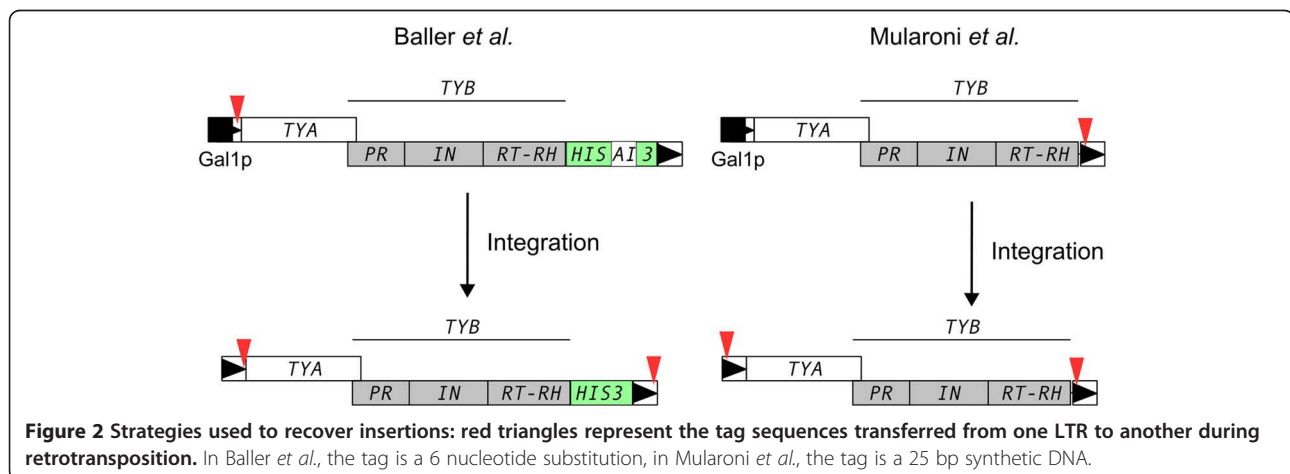 Baller et al.
Mularoni et al.
TYB
TYB
TYA
TYA
Gal1p
PR IN RT-RH HIS AI 3
Gal1p
PR IN RT-RH
Integration
Integration
TYB
TYB
TYA
TYA
PR IN RT-RH HIS3
PR IN RT-RH
Figure 2 Strategies used to recover insertions: red triangles represent the tag sequences transferred from one LTR to another during
retrotransposition. In Baller et al., the tag is a 6 nucleotide substitution, in Mularoni et al., the tag is a 25 bp synthetic DNA.